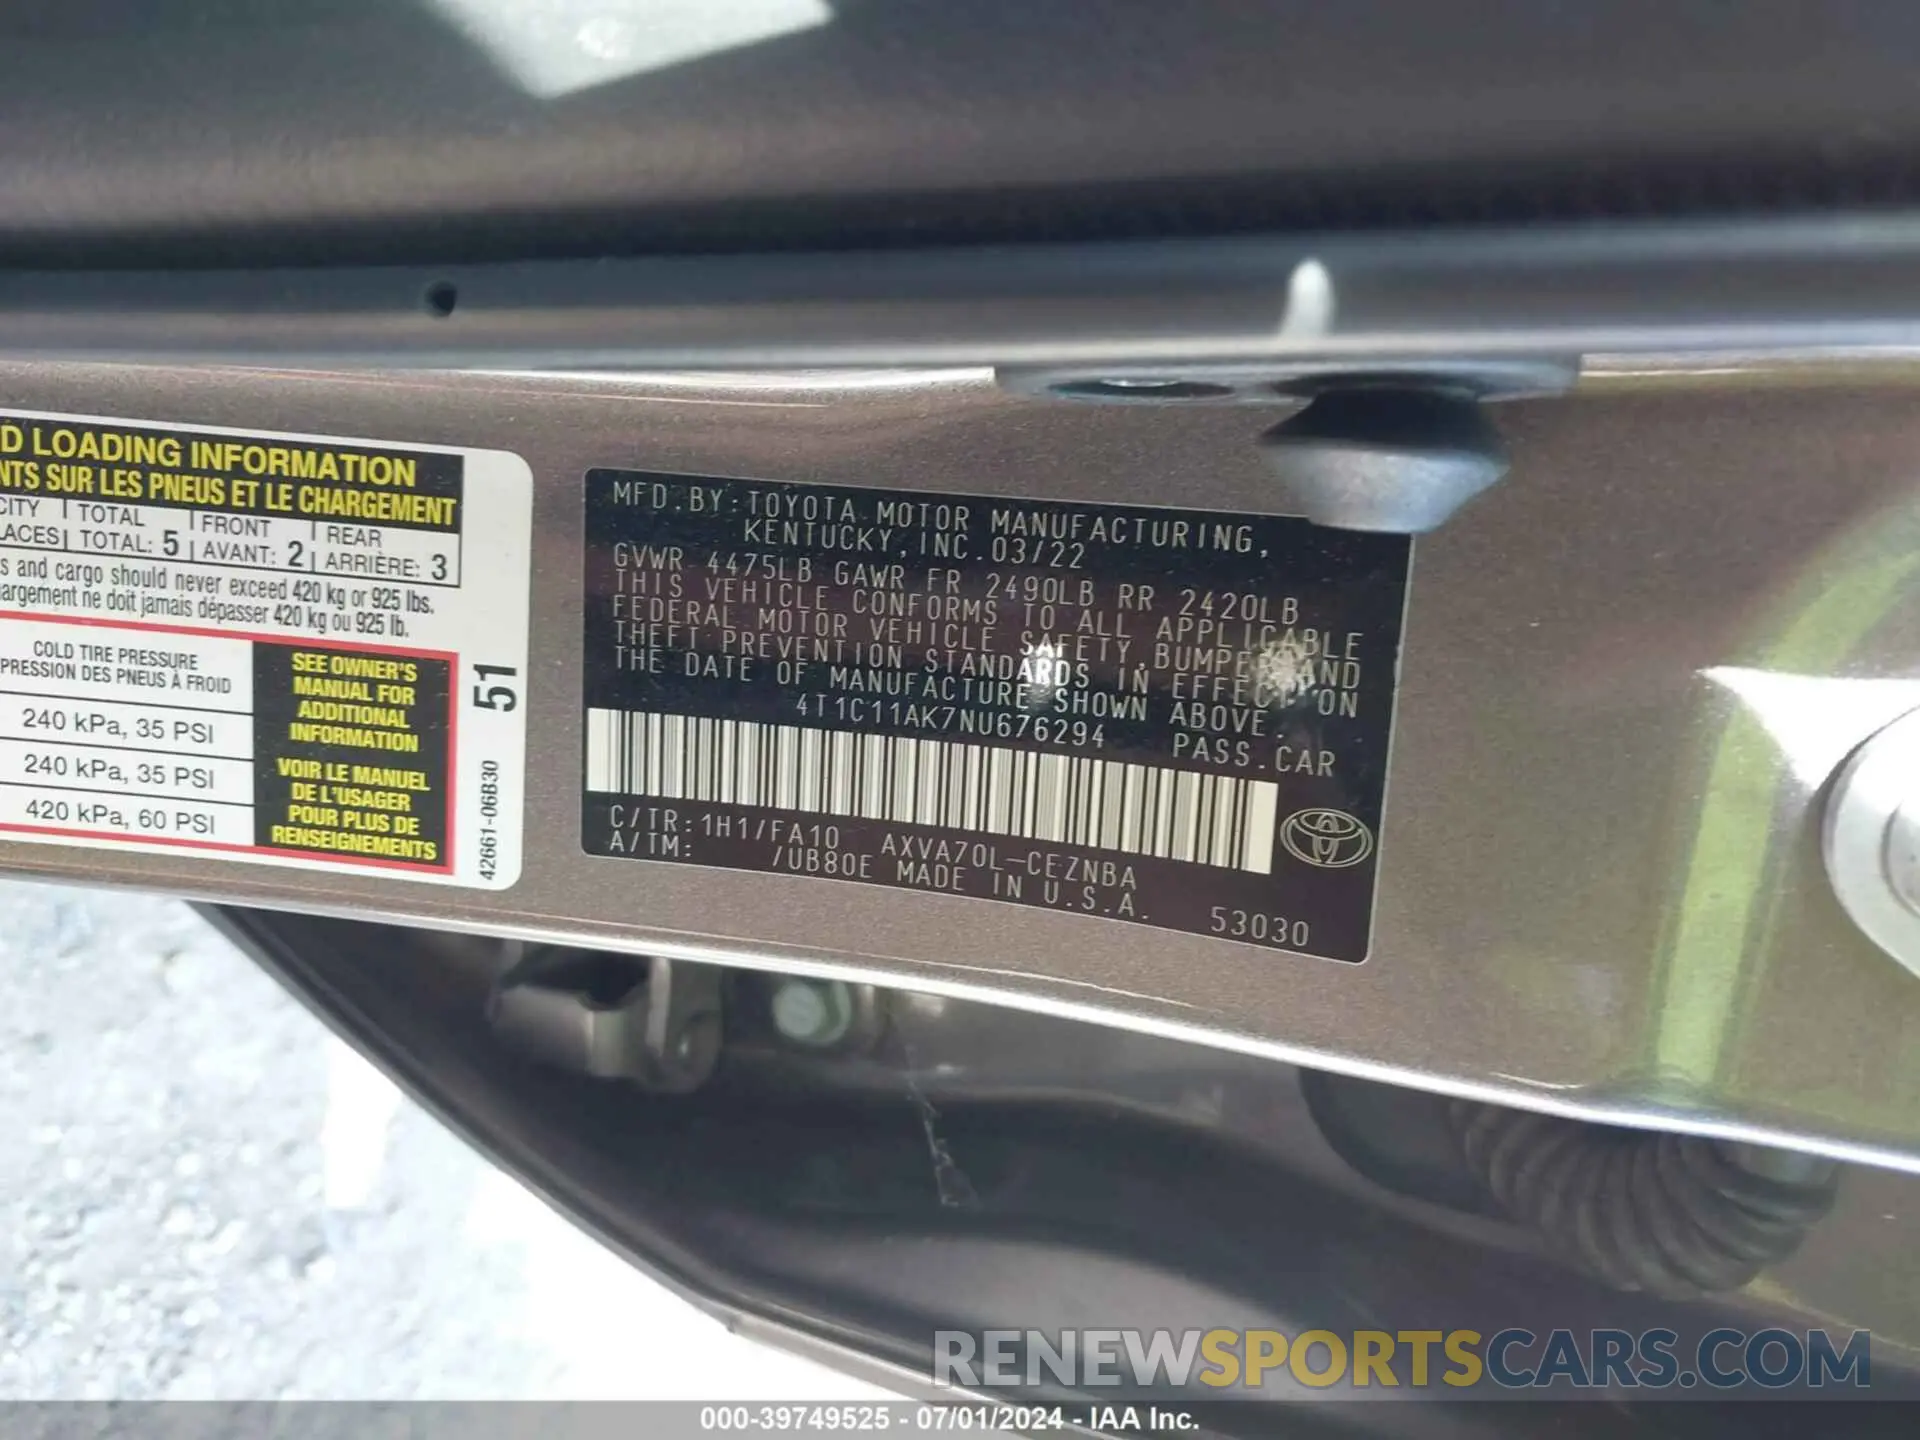 D LOADING INFORMATION
NTS SUR LES PNEUS ET LE CHARGEMENT
CITY | TOTAL | FRONT | REAR
LACES| TOTAL: 5 | AVANT: 2 | ARRIÈRE: 3
s and cargo should never exceed 420 kg or 925 lbs.
argement ne doit jamais dépasser 420 kg ou 925 lb.
COLD TIRE PRESSURE
PRESSION DES PNEUS À FROID
240 kPa, 35 PSI
240 kPa, 35 PSI
420 kPa, 60 PSI
SEE OWNER'S
MANUAL FOR
ADDITIONAL
INFORMATION
VOIR LE MANUEL
DE L'USAGER
POUR PLUS DE
RENSEIGNEMENTS
51
42661-06B30
MFD.BY:TOYOTA MOTOR MANUFACTURING,
KENTUCKY,INC.03/22
GVWR 4475LB GAWR FR 2490LB RR 2420LB
THIS VEHICLE CONFORMS TO ALL APPLICABLE
FEDERAL MOTOR VEHICLE SAFETY,BUMPER,AND
THEFT PREVENTION STANDARDS IN EFFECT ON
THE DATE OF MANUFACTURE SHOWN ABOVE.
4T1C11AK7NU676294 PASS.CAR
C/TR:1H1/FA10 AXVA70L-CEZNBA
A/TM: /UB80E MADE IN U.S.A.
53030
RENEWSPORTSCARS.COM
000-39749525 - 07/01/2024 - IAA Inc.